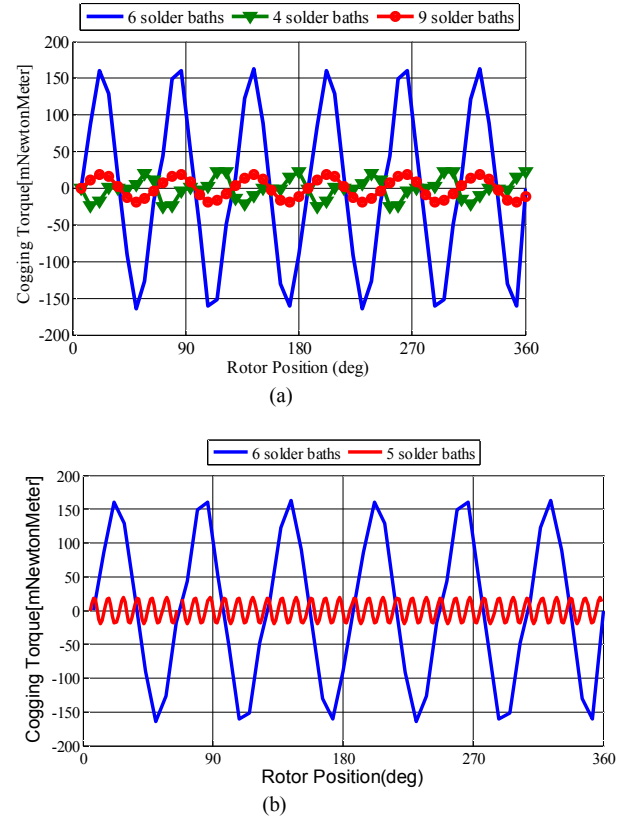 6 solder baths 4 solder baths 9 solder baths
200
150
100
50
0
-50
-100
-150
-200
Cogging Torque[mNewtonMeter]
0 90 180 270 360
Rotor Position (deg)
(a)
6 solder baths 5 solder baths
200
150
100
50
0
-50
-100
-150
-200
Cogging Torque[mNewtonMeter]
0 90 180 270 360
Rotor Position(deg)
(b)